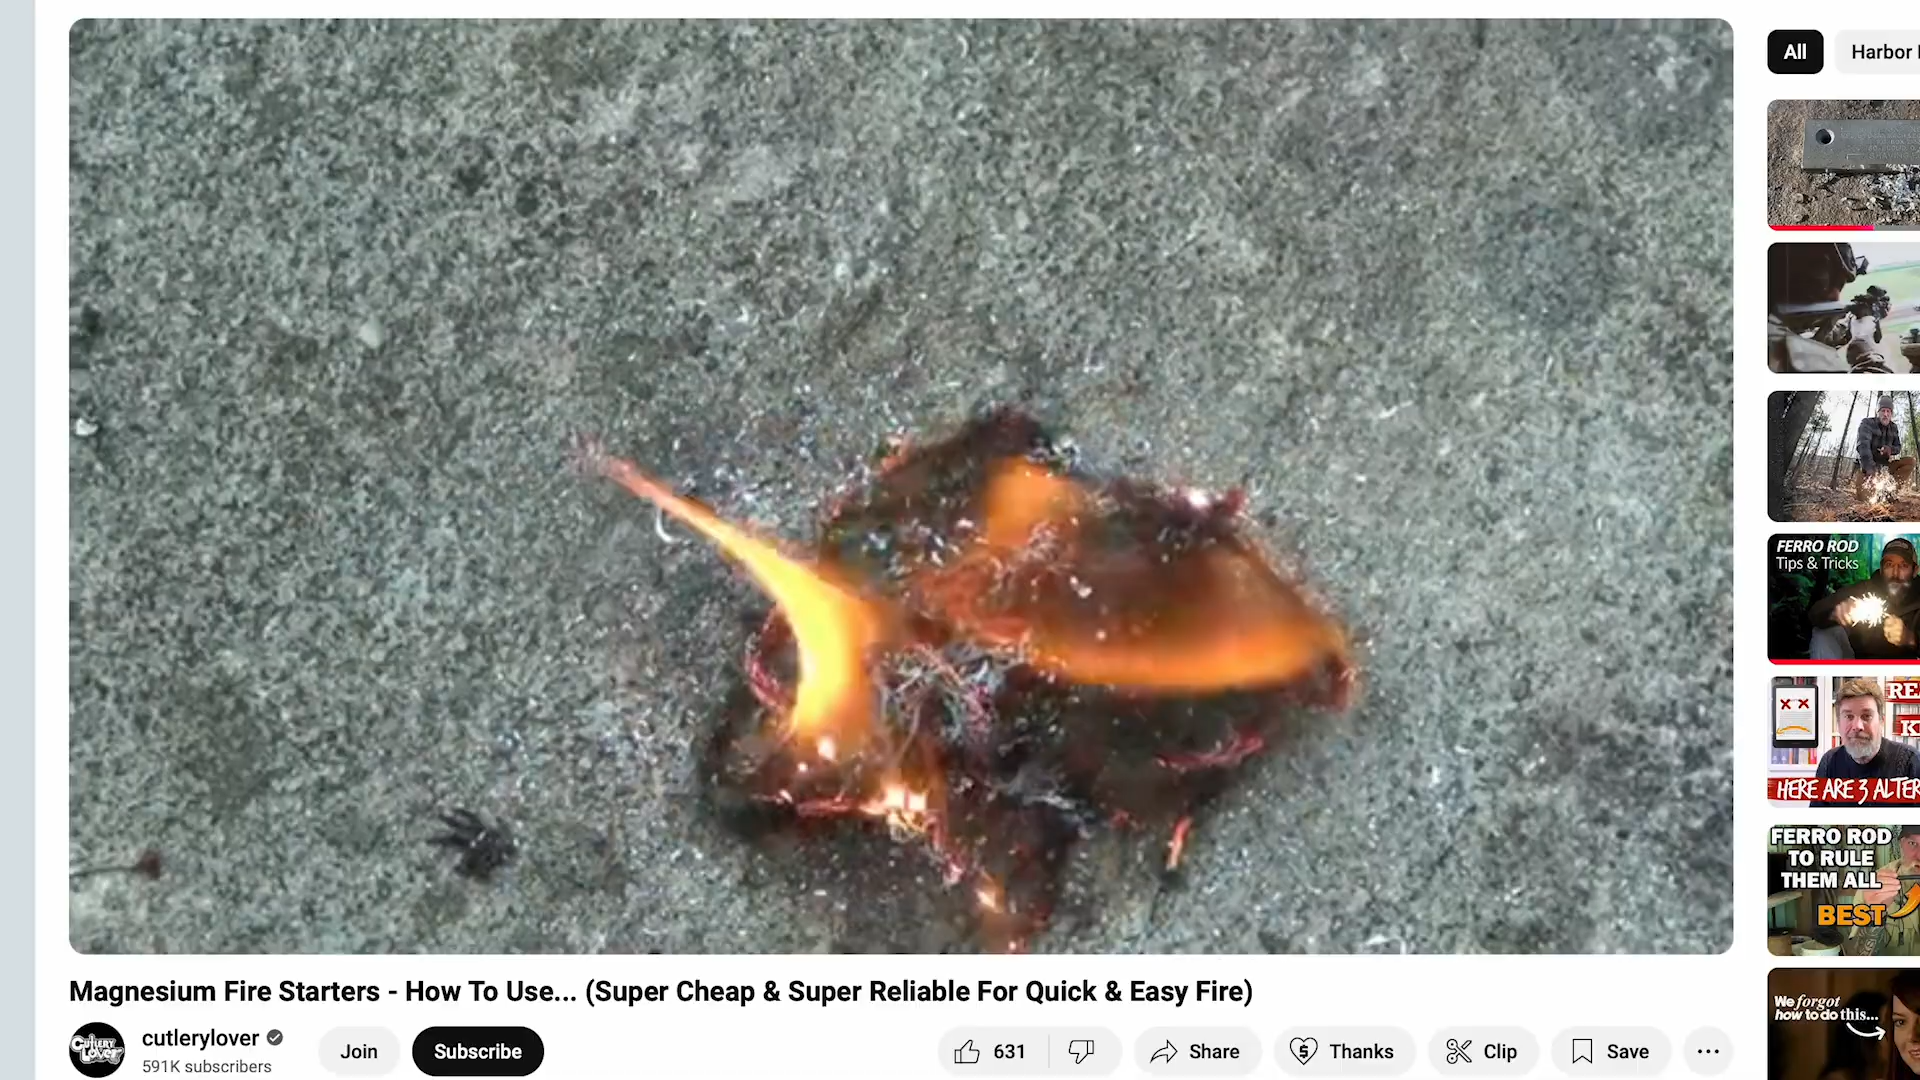 All
Harbor
FERRO ROD
Tips & Tricks
HERE ARE 3 ALTER
FERRO ROD
TO RULE
THEM ALL
BEST
We forgot
how to do this...
Magnesium Fire Starters - How To Use... (Super Cheap & Super Reliable For Quick & Easy Fire)
CUTLERY
LOVER
cutlerylover
591K subscribers
Join
Subscribe
631
Share
Thanks
Clip
Save